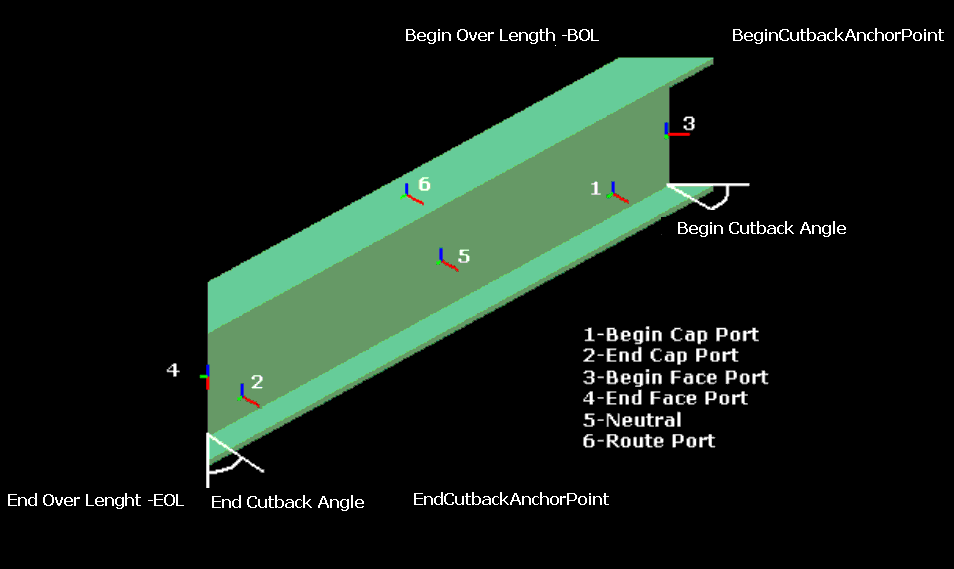 Begin Over Length -BOL
BeginCutbackAnchorPoint
3
6
1
Begin Cutback Angle
5
1-Begin Cap Port
2-End Cap Port
3-Begin Face Port
4-End Face Port
5-Neutral
6-Route Port
4
2
End Over Lenght -EOL
End Cutback Angle
EndCutbackAnchorPoint